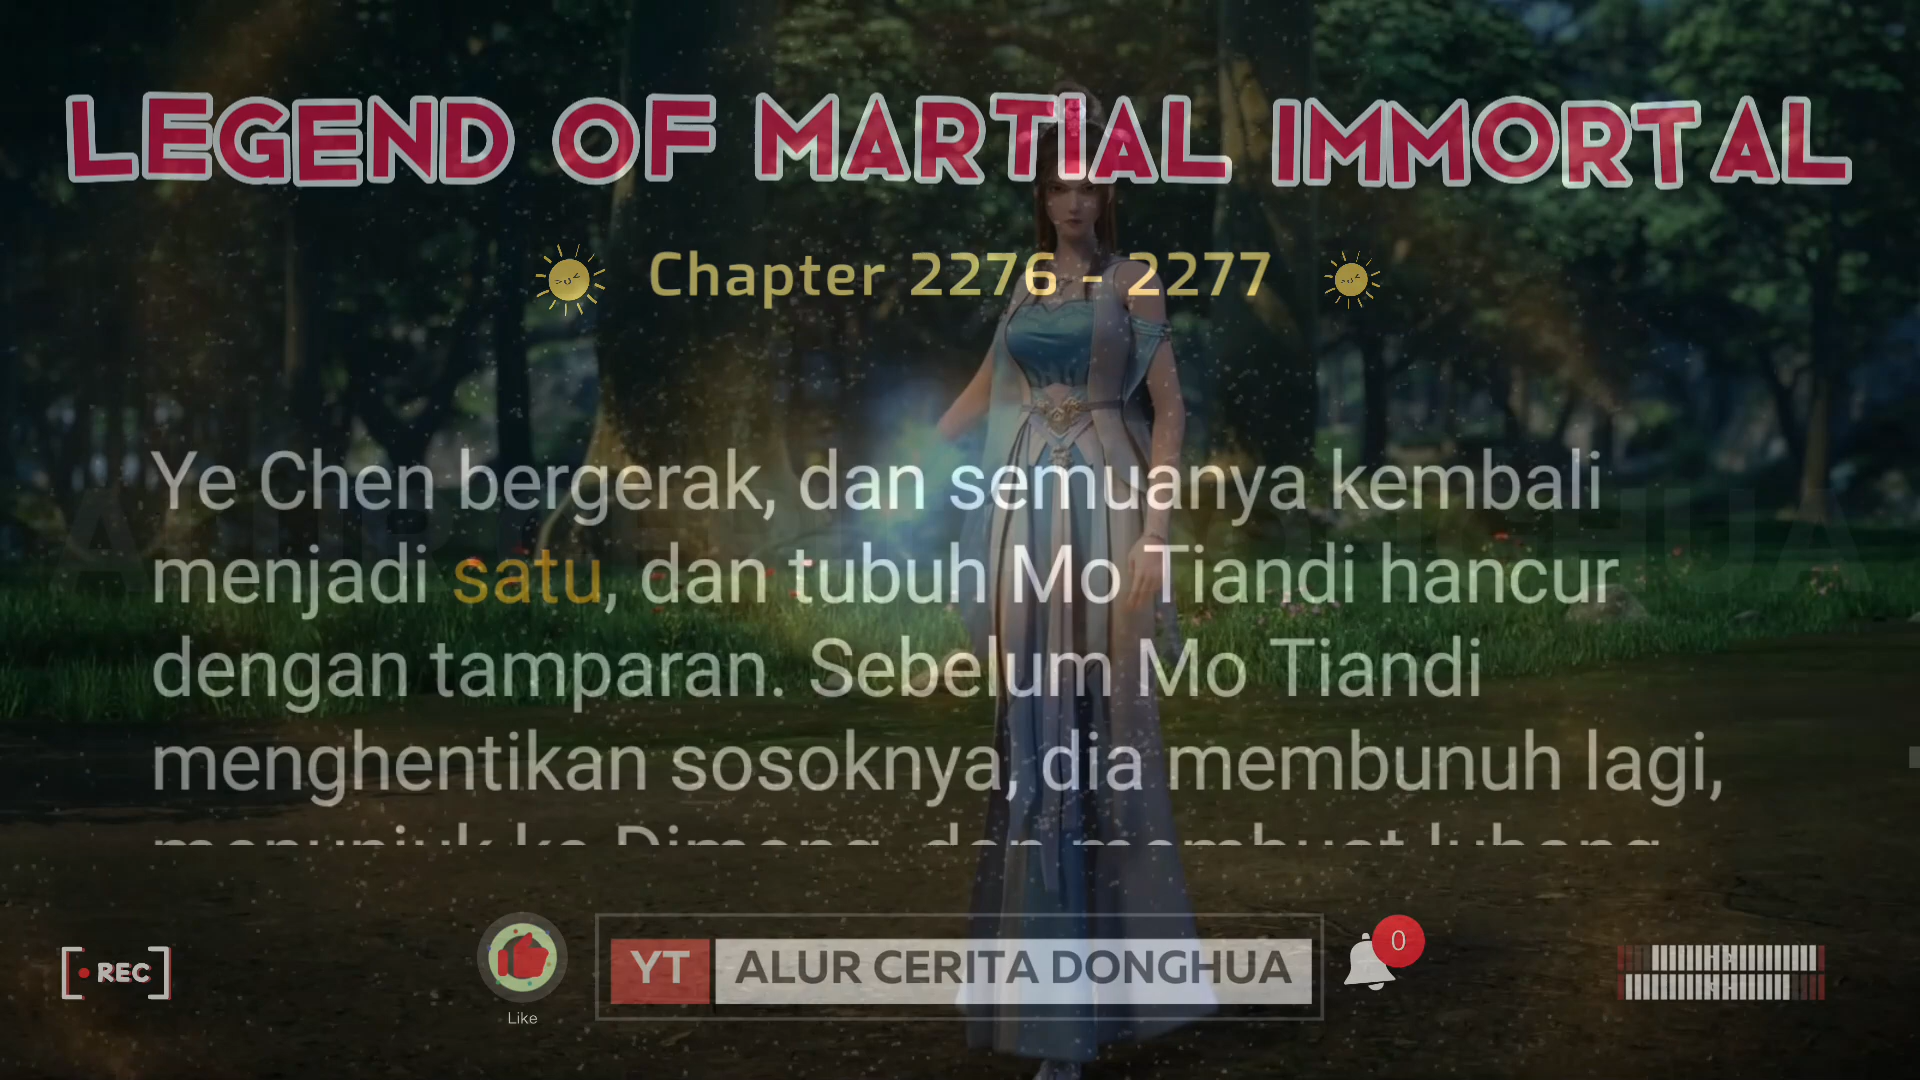 LEGEND OF MARTIAL IMMORTAL
Chapter 2276 - 2277
Ye Chen bergerak, dan semuanya kembali
menjadi satu, dan tubuh Mo Tiandi hancur
dengan tamparan. Sebelum Mo Tiandi
menghentikan sosoknya, dia membunuh lagi,
REC
YT ALUR CERITA DONGHUA
0
Like